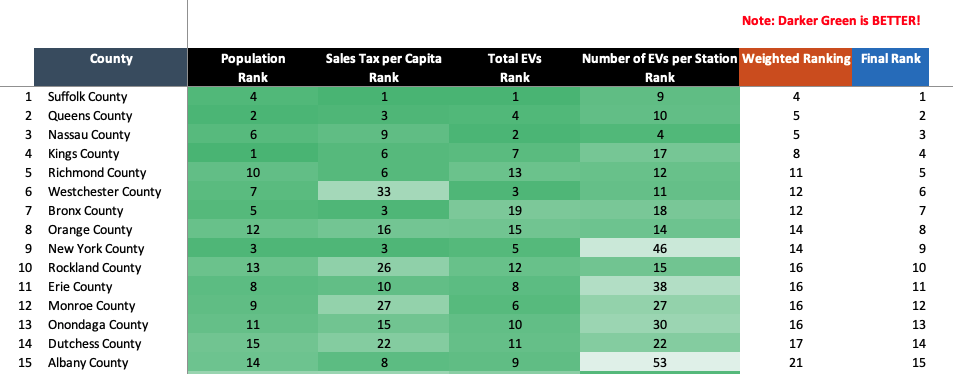 Note: Darker Green is BETTER!
County Population Rank Sales Tax per Capita Rank Total EVs Rank Number of EVs per Station Rank Weighted Ranking Final Rank
1 Suffolk County 4 1 1 9 4 1
2 Queens County 2 3 4 10 5 2
3 Nassau County 6 9 2 4 5 3
4 Kings County 1 6 7 17 8 4
5 Richmond County 10 6 13 12 11 5
6 Westchester County 7 33 3 11 12 6
7 Bronx County 5 3 19 18 12 7
8 Orange County 12 16 15 14 14 8
9 New York County 3 3 5 46 14 9
10 Rockland County 13 26 12 15 16 10
11 Erie County 8 10 8 38 16 11
12 Monroe County 9 27 6 27 16 12
13 Onondaga County 11 15 10 30 16 13
14 Dutchess County 15 22 11 22 17 14
15 Albany County 14 8 9 53 21 15